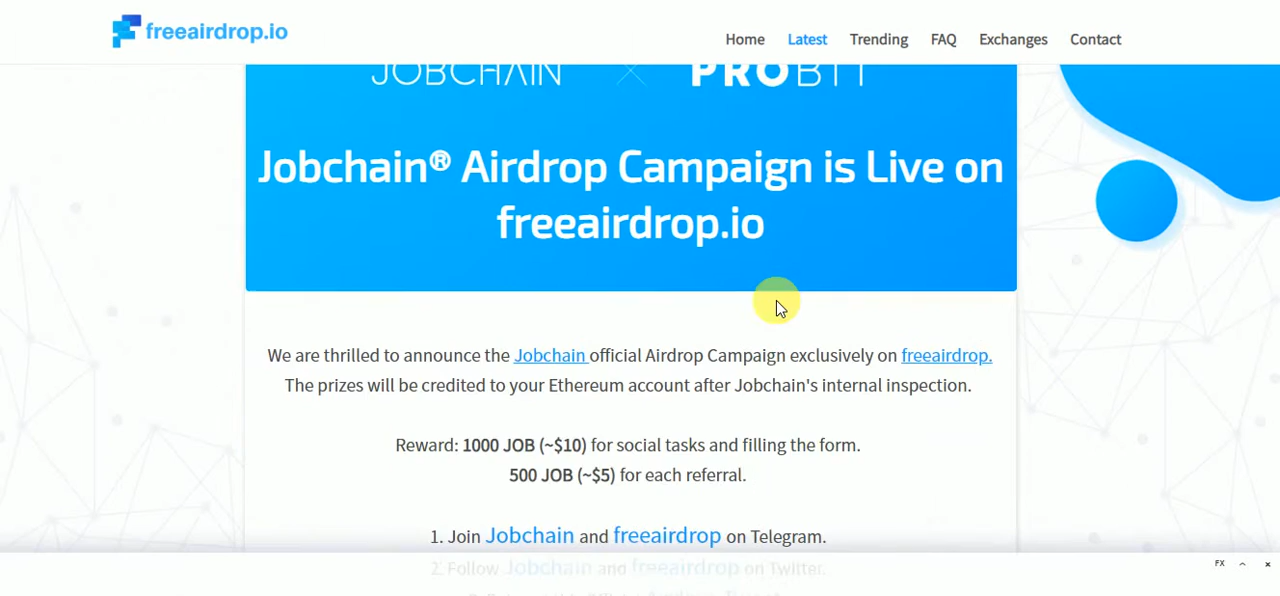 freeairdrop.io
Home Latest Trending FAQ Exchanges Contact
JOBCHAIN × PROBIT
Jobchain® Airdrop Campaign is Live on
freeairdrop.io
We are thrilled to announce the Jobchain official Airdrop Campaign exclusively on freeairdrop.
The prizes will be credited to your Ethereum account after Jobchain's internal inspection.
Reward: 1000 JOB (~$10) for social tasks and filling the form.
500 JOB (~$5) for each referral.
1. Join Jobchain and freeairdrop on Telegram.
2. Follow Jobchain and freeairdrop on Twitter.
FX